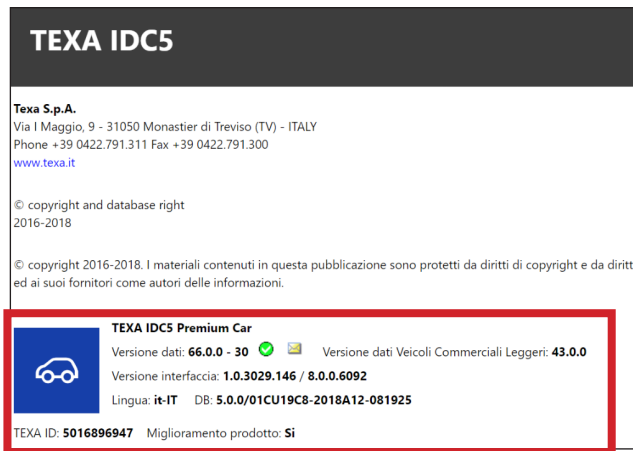 TEXA IDC5
Texa S.p.A.
Via I Maggio, 9 - 31050 Monastier di Treviso (TV) - ITALY
Phone +39 0422.791.311 Fax +39 0422.791.300
www.texa.it
© copyright and database right
2016-2018
© copyright 2016-2018. I materiali contenuti in questa pubblicazione sono protetti da diritti di copyright e da diritt
ed ai suoi fornitori come autori delle informazioni.
TEXA IDC5 Premium Car
Versione dati: 66.0.0 - 30 Versione dati Veicoli Commerciali Leggeri: 43.0.0
Versione interfaccia: 1.0.3029.146 / 8.0.0.6092
Lingua: it-IT DB: 5.0.0/01CU19C8-2018A12-081925
TEXA ID: 5016896947 Miglioramento prodotto: Si